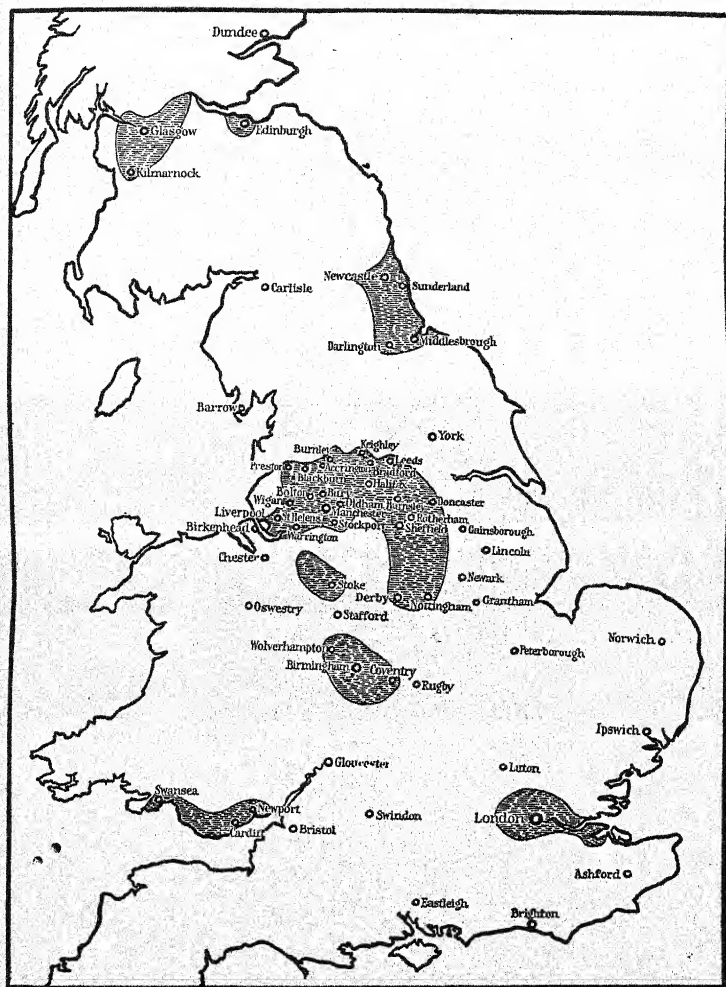 Dundee
Glasgow
Edinburgh
Kilmarnock
Newcastle
Sunderland
Carlisle
Darlington
Middlesbrough
Barrow
York
Keighley
Burnley
Leeds
Preston
Accrington
Bradford
Blackburn
Halifax
Bolton
Bury
Wigan
Oldham
Barnsley
Doncaster
Liverpool
St Helens
Manchester
Rotherham
Birkenhead
Stockport
Sheffield
Gainsborough
Warrington
Chester
Lincoln
Stoke
Newark
Derby
Nottingham
Grantham
Oswestry
Stafford
Norwich
Wolverhampton
Peterborough
Birmingham
Coventry
Rugby
Ipswich
Gloucester
Luton
Swansea
Newport
Swindon
London
Cardiff
Bristol
Ashford
Eastleigh
Brighton